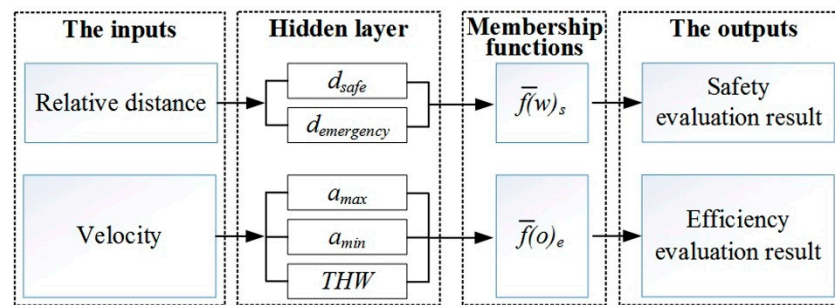 The inputs
Hidden layer
Membership
functions
The outputs
Relative distance
d_safe
d_emergency
f̅(w)_s
Safety
evaluation result
Velocity
a_max
a_min
THW
f̅(o)_e
Efficiency
evaluation result